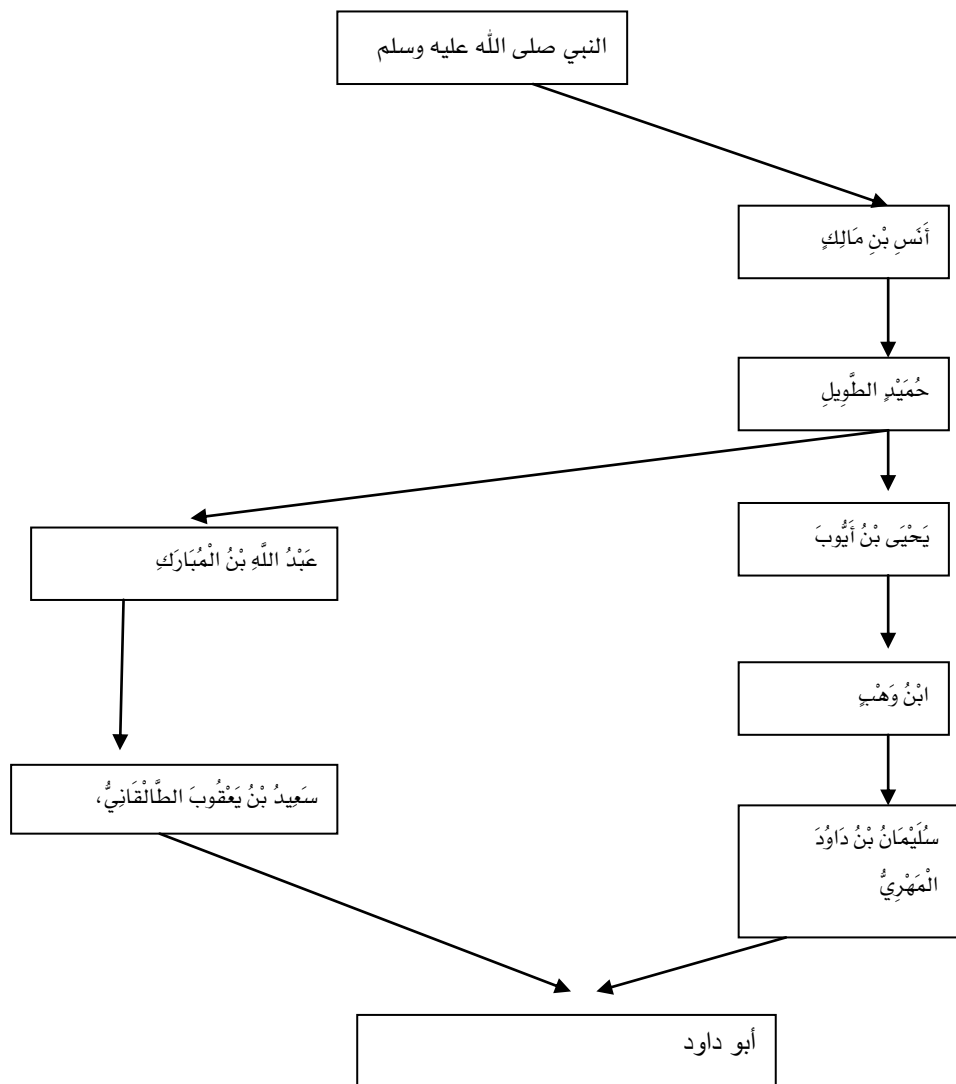 النبي صلى الله عليه وسلم
أَنَسِ بْنِ مَالِكٍ
حُمَيْدٍ الطَّوِيلِ
يَحْيَى بْنُ أَيُّوبَ
عَبْدُ اللَّهِ بْنُ الْمُبَارَكِ
ابْنُ وَهْبٍ
سَعِيدُ بْنُ يَعْقُوبَ الطَّالْقَانِيُّ،
سُلَيْمَانُ بْنُ دَاوُدَ
الْمَهْرِيُّ
أبو داود